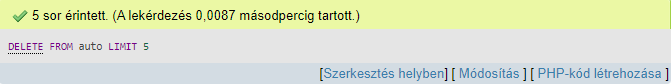 5 sor érintett. (A lekérdezés 0,0087 másodpercig tartott.)
DELETE FROM auto LIMIT 5
[Szerkesztés helyben] [ Módosítás ] [ PHP-kód létrehozása ]